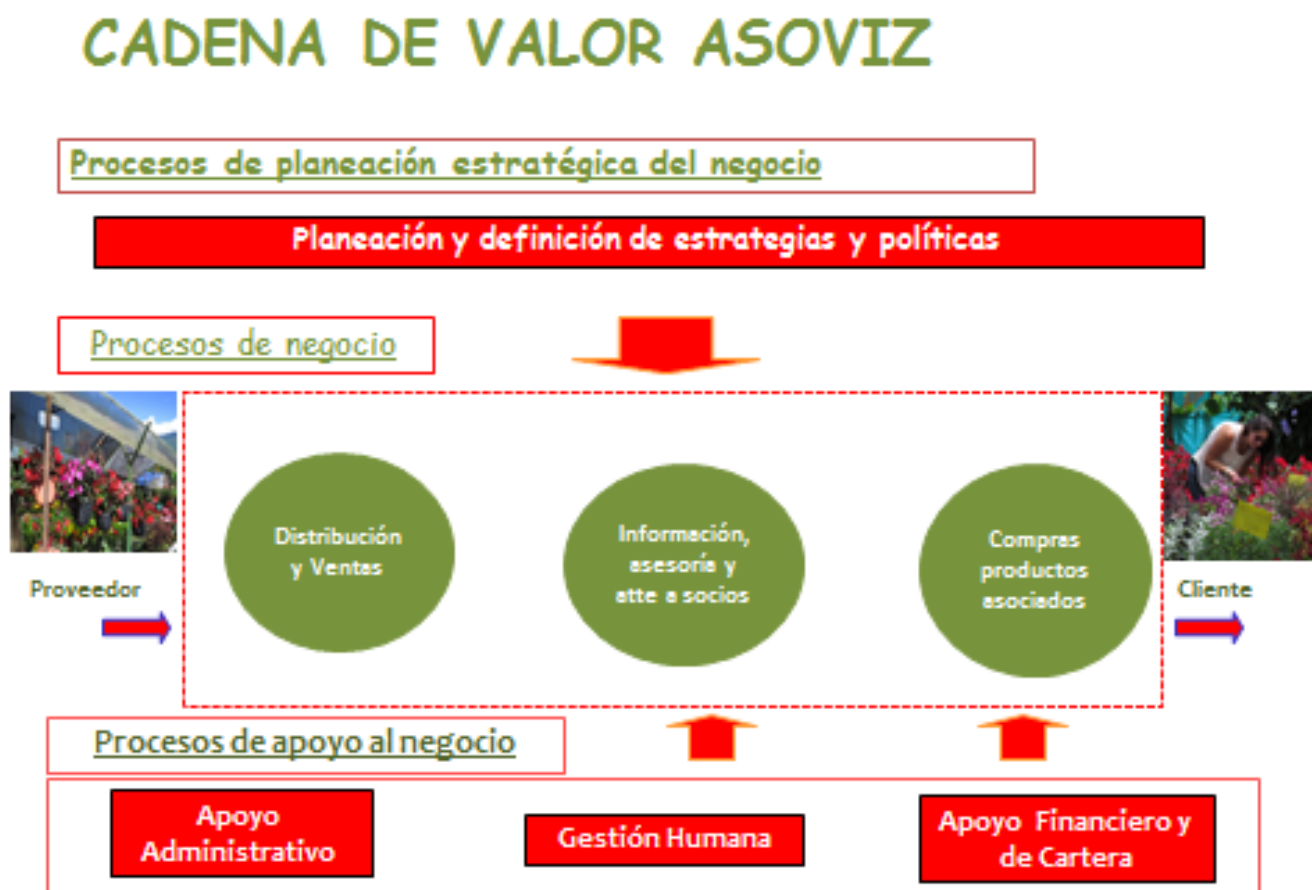 CADENA DE VALOR ASOVIZ
Procesos de planeación estratégica del negocio
Planeación y definición de estrategias y políticas
Procesos de negocio
Distribución
y Ventas
Información,
asesoría y
atte a socios
Compras
productos
asociados
Proveedor
Cliente
Procesos de apoyo al negocio
Apoyo
Administrativo
Gestión Humana
Apoyo Financiero y
de Cartera